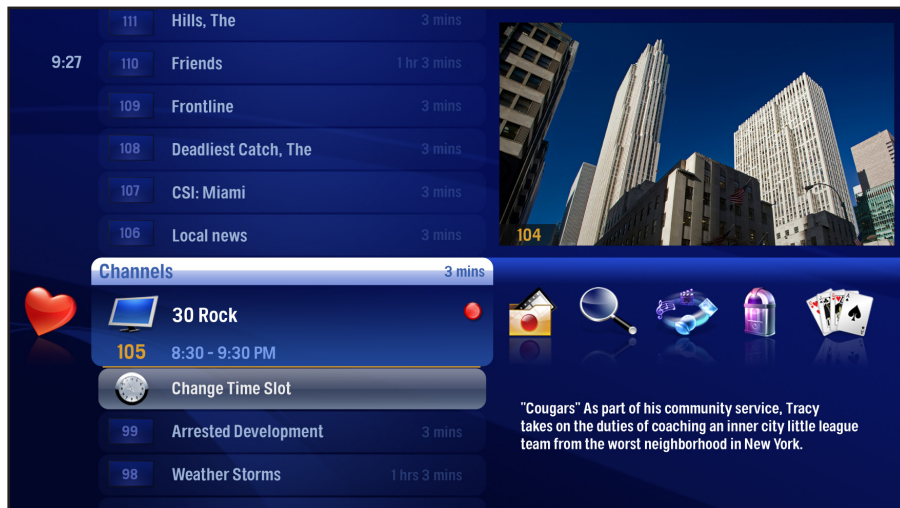 111 Hills, The 3 mins
9:27 110 Friends 1 hr 3 mins
109 Frontline 3 mins
108 Deadliest Catch, The 3 mins
107 CSI: Miami 3 mins
106 Local news 3 mins
104
Channels 3 mins
30 Rock
105 8:30 - 9:30 PM
Change Time Slot
99 Arrested Development 3 mins
98 Weather Storms 1 hrs 3 mins
"Cougars" As part of his community service, Tracy
takes on the duties of coaching an inner city little league
team from the worst neighborhood in New York.